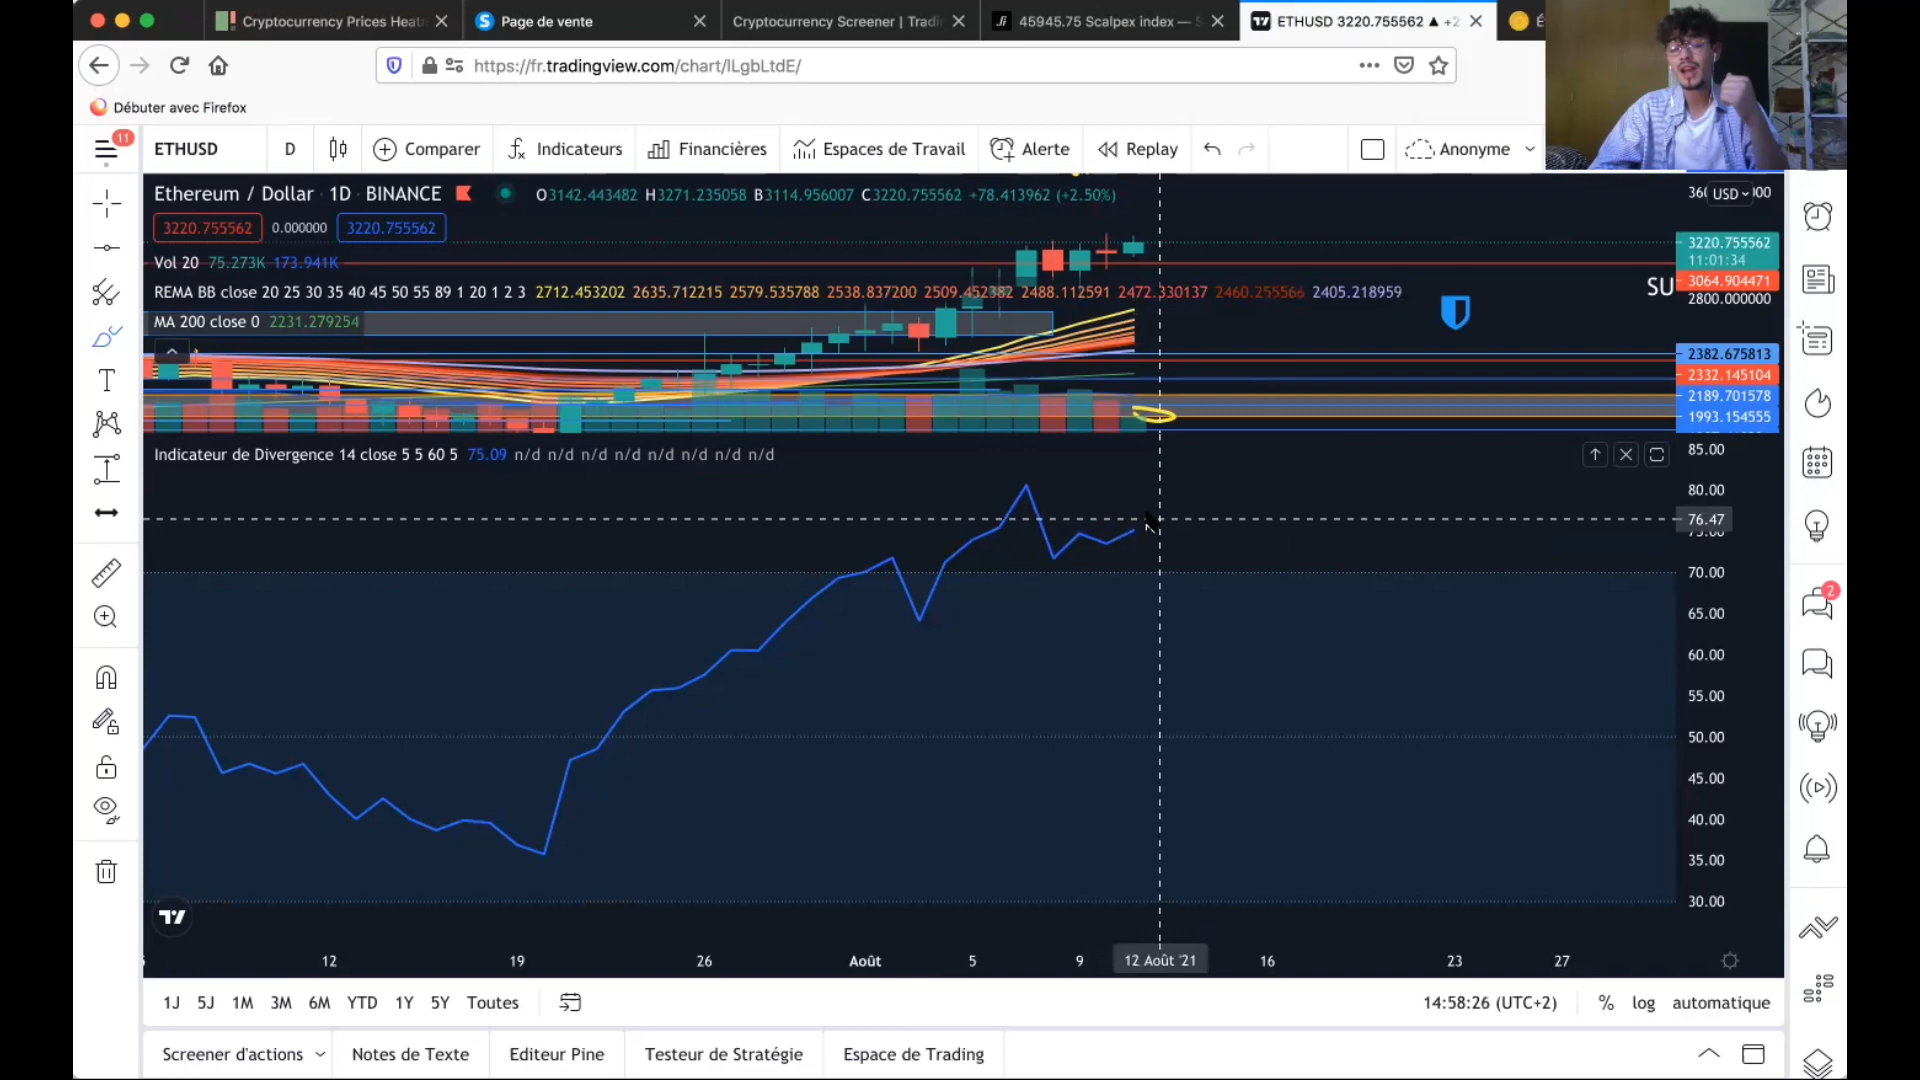 Cryptocurrency Prices Heat
Page de vente
Cryptocurrency Screener | Tradi
45945.75 Scalpex index — S
ETHUSD 3220.755562 ▲ +2
https://fr.tradingview.com/chart/lLgbLtdE/
Débuter avec Firefox
11
ETHUSD
D
Comparer
Indicateurs
Financières
Espaces de Travail
Alerte
Replay
Anonyme
Ethereum / Dollar 1D BINANCE
O3142.443482 H3271.235058 B3114.956007 C3220.755562 +78.413962 (+2.50%)
USD
3220.755562 0.000000 3220.755562
3220.755562
11:01:34
Vol 20 75.273K 173.941K
3064.904471
SU
2800.000000
REMA BB close 20 25 30 35 40 45 50 55 89 1 20 1 2 3 2712.453202 2635.712215 2579.535788 2538.837200 2509.452382 2488.112591 2472.330137 2460.255566 2405.218959
MA 200 close 0 2231.279254
2382.675813
2332.145104
2189.701578
1993.154555
Indicateur de Divergence 14 close 5 5 60 5 75.09 n/d n/d n/d n/d n/d n/d n/d n/d
85.00
80.00
76.47
70.00
65.00
60.00
55.00
50.00
45.00
40.00
35.00
30.00
2
12 19 26 Août 5 9 12 Août '21 16 23 27
1J 5J 1M 3M 6M YTD 1Y 5Y Toutes
14:58:26 (UTC+2) % log automatique
Screener d'actions
Notes de Texte
Editeur Pine
Testeur de Stratégie
Espace de Trading